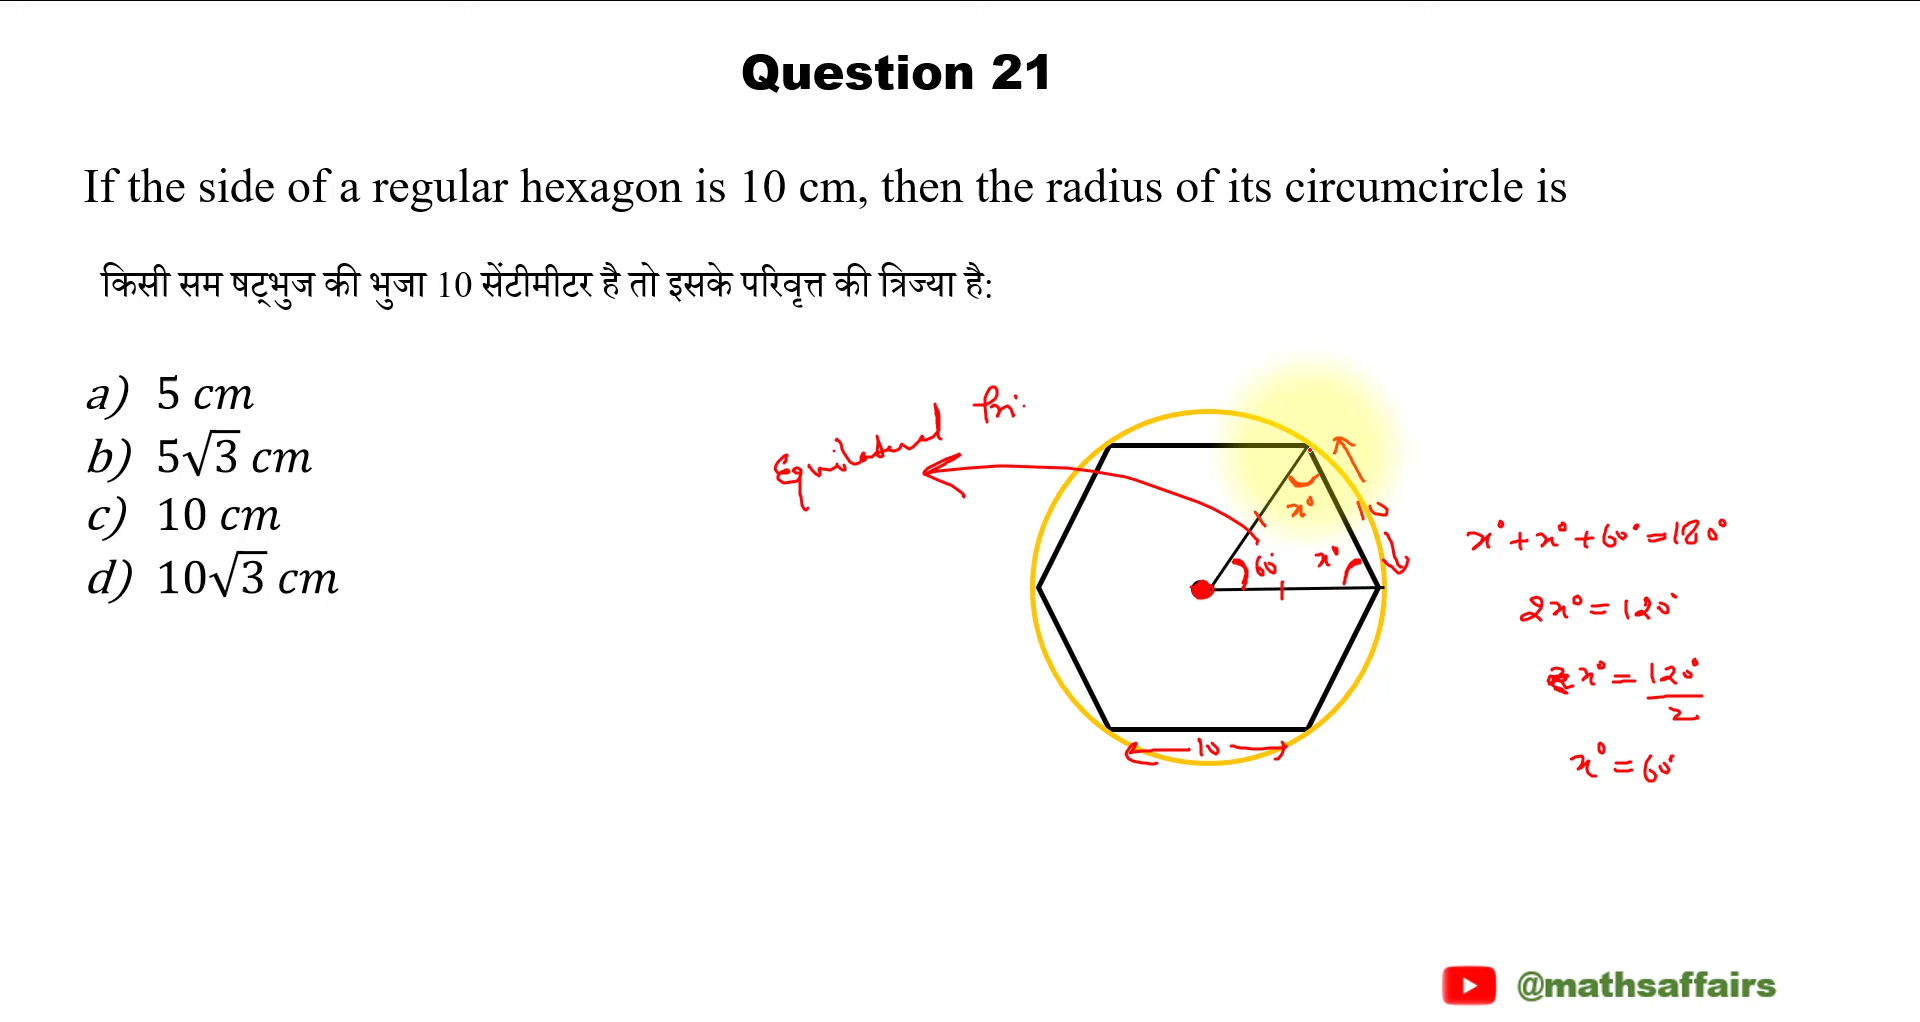 Question 21
If the side of a regular hexagon is 10 cm, then the radius of its circumcircle is
किसी सम षट्भुज की भुजा 10 सेंटीमीटर है तो इसके परिवृत्त की त्रिज्या है:
a) 5 cm
b) 5√3 cm
c) 10 cm
d) 10√3 cm
Equilateral Tri:
x°
10
60°
x°
10
x° + x° + 60° = 180°
2x° = 120°
x° = 120°/2
x° = 60°
@mathsaffairs